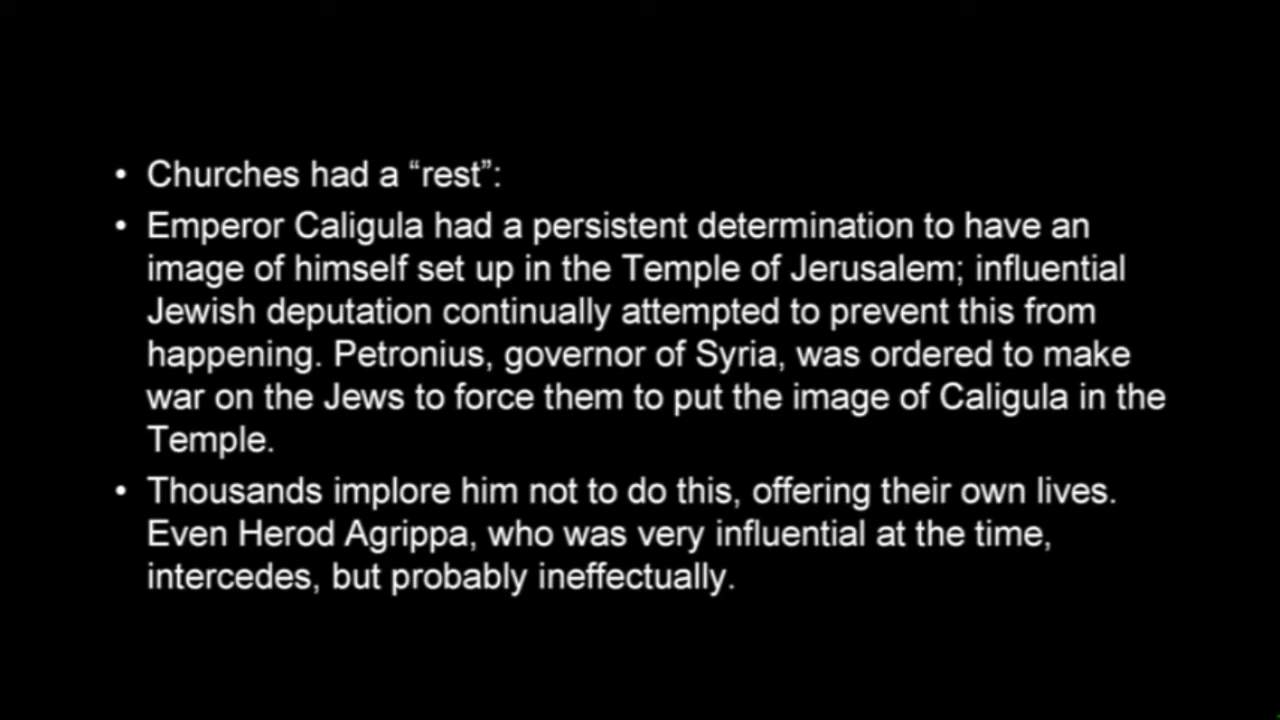 • Churches had a “rest”:
• Emperor Caligula had a persistent determination to have an
image of himself set up in the Temple of Jerusalem; influential
Jewish deputation continually attempted to prevent this from
happening. Petronius, governor of Syria, was ordered to make
war on the Jews to force them to put the image of Caligula in the
Temple.
• Thousands implore him not to do this, offering their own lives.
Even Herod Agrippa, who was very influential at the time,
intercedes, but probably ineffectually.